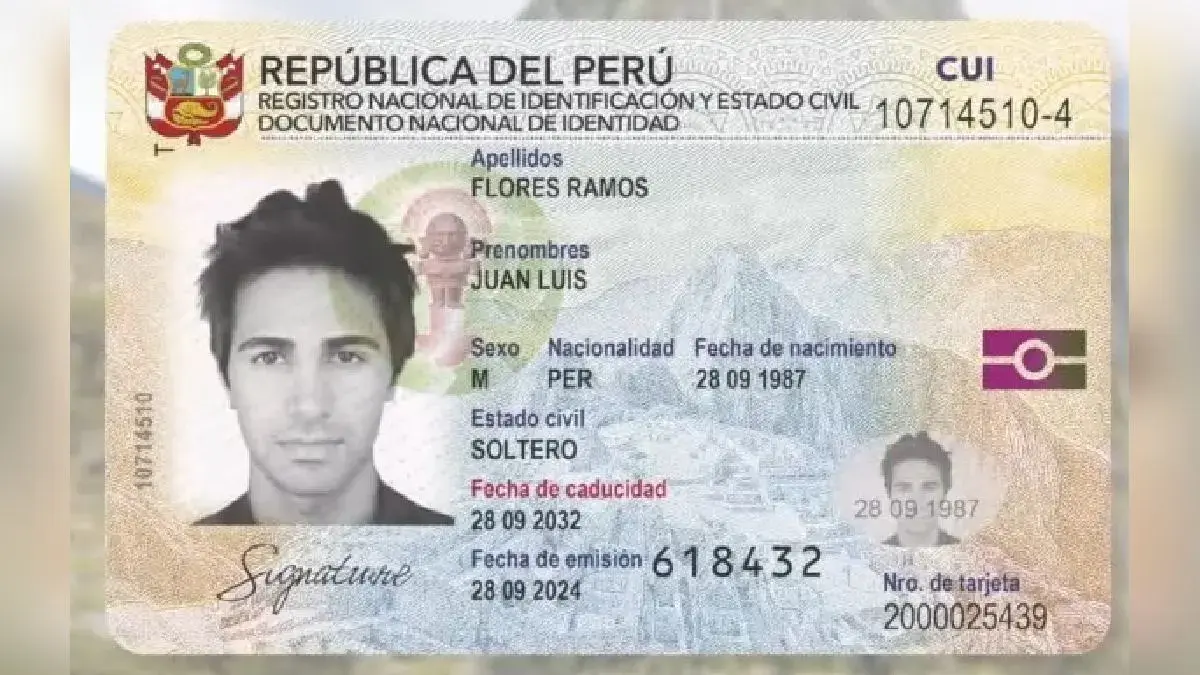 REPÚBLICA DEL PERÚ
REGISTRO NACIONAL DE IDENTIFICACIÓN Y ESTADO CIVIL
DOCUMENTO NACIONAL DE IDENTIDAD
CUI
10714510-4
T
Apellidos
FLORES RAMOS
Prenombres
JUAN LUIS
Sexo Nacionalidad Fecha de nacimiento
M PER 28 09 1987
Estado civil
SOLTERO
Fecha de caducidad
28 09 2032
Fecha de emisión 618432
28 09 2024
10714510
Signature
28 09 1987
Nro. de tarjeta
2000025439